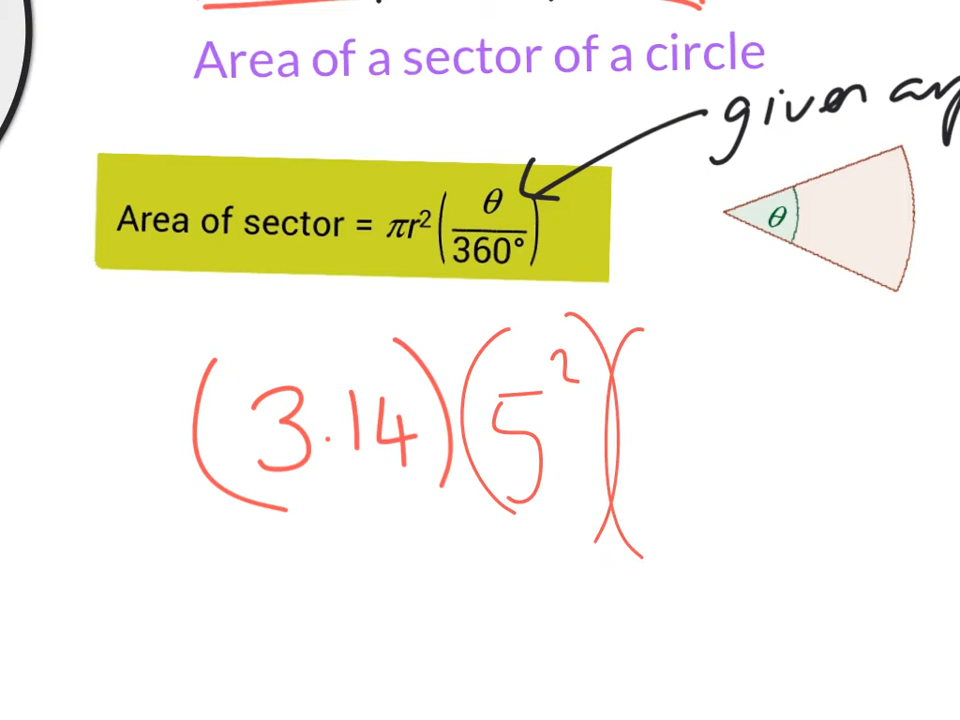 Area of a sector of a circle
given
Area of sector = πr²(θ/360°)
θ
(3.14)(5²)(